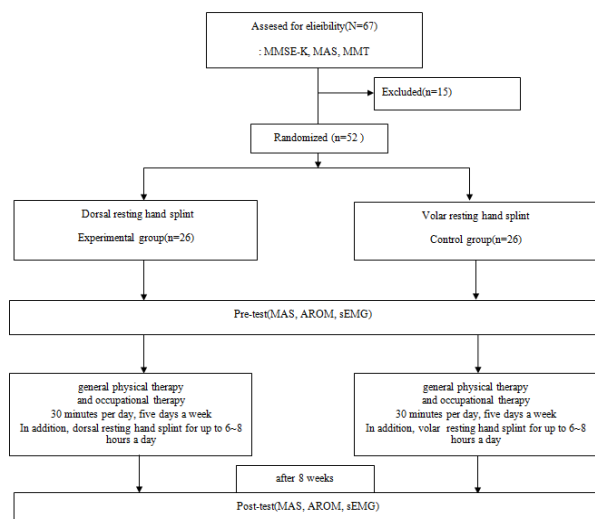 Assesed for elieibility(N=67)
: MMSE-K, MAS, MMT
Excluded(n=15)
Randomized (n=52 )
Dorsal resting hand splint
Experimental group(n=26)
Volar resting hand splint
Control group(n=26)
Pre-test(MAS, AROM, sEMG)
general physical therapy
and occupational therapy
30 minutes per day, five days a week
In addition, dorsal resting hand splint for up to 6~8
hours a day
general physical therapy
and occupational therapy
30 minutes per day, five days a week
In addition, volar resting hand splint for up to 6~8
hours a day
after 8 weeks
Post-test(MAS, AROM, sEMG)